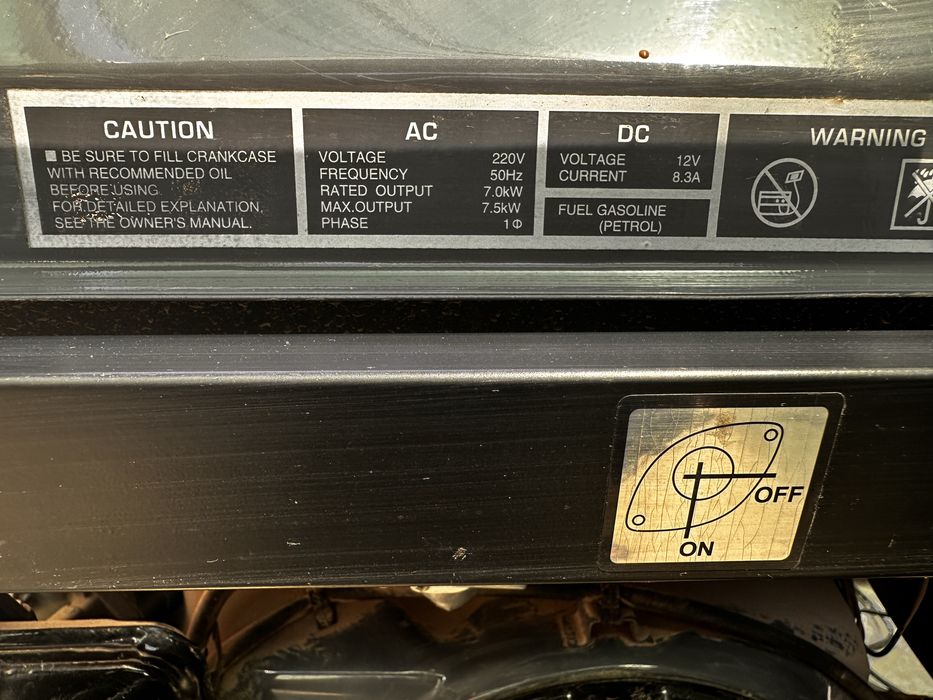 CAUTION
■ BE SURE TO FILL CRANKCASE
WITH RECOMMENDED OIL
BEFORE USING.
FOR DETAILED EXPLANATION,
SEE THE OWNER'S MANUAL.
AC
VOLTAGE 220V
FREQUENCY 50Hz
RATED OUTPUT 7.0kW
MAX.OUTPUT 7.5kW
PHASE 1Φ
DC
VOLTAGE 12V
CURRENT 8.3A
FUEL GASOLINE
(PETROL)
WARNING
OFF
ON